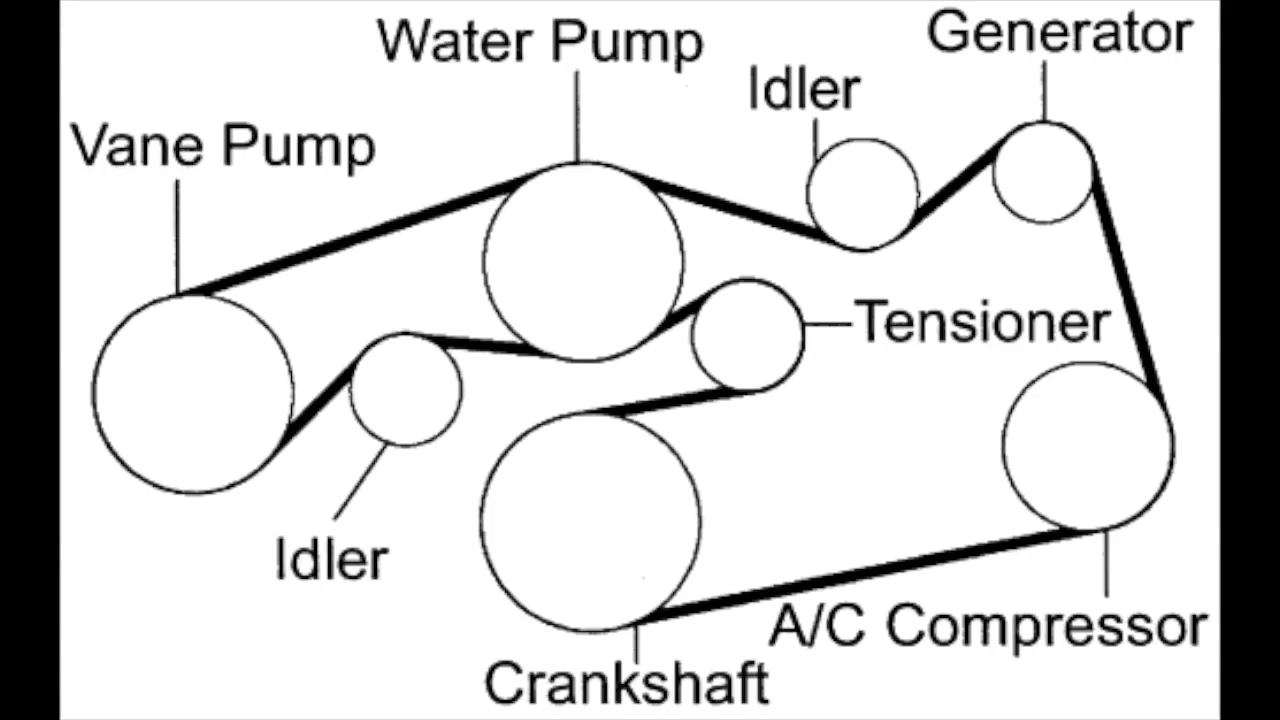 Water Pump
Generator
Idler
Vane Pump
Tensioner
Idler
A/C Compressor
Crankshaft